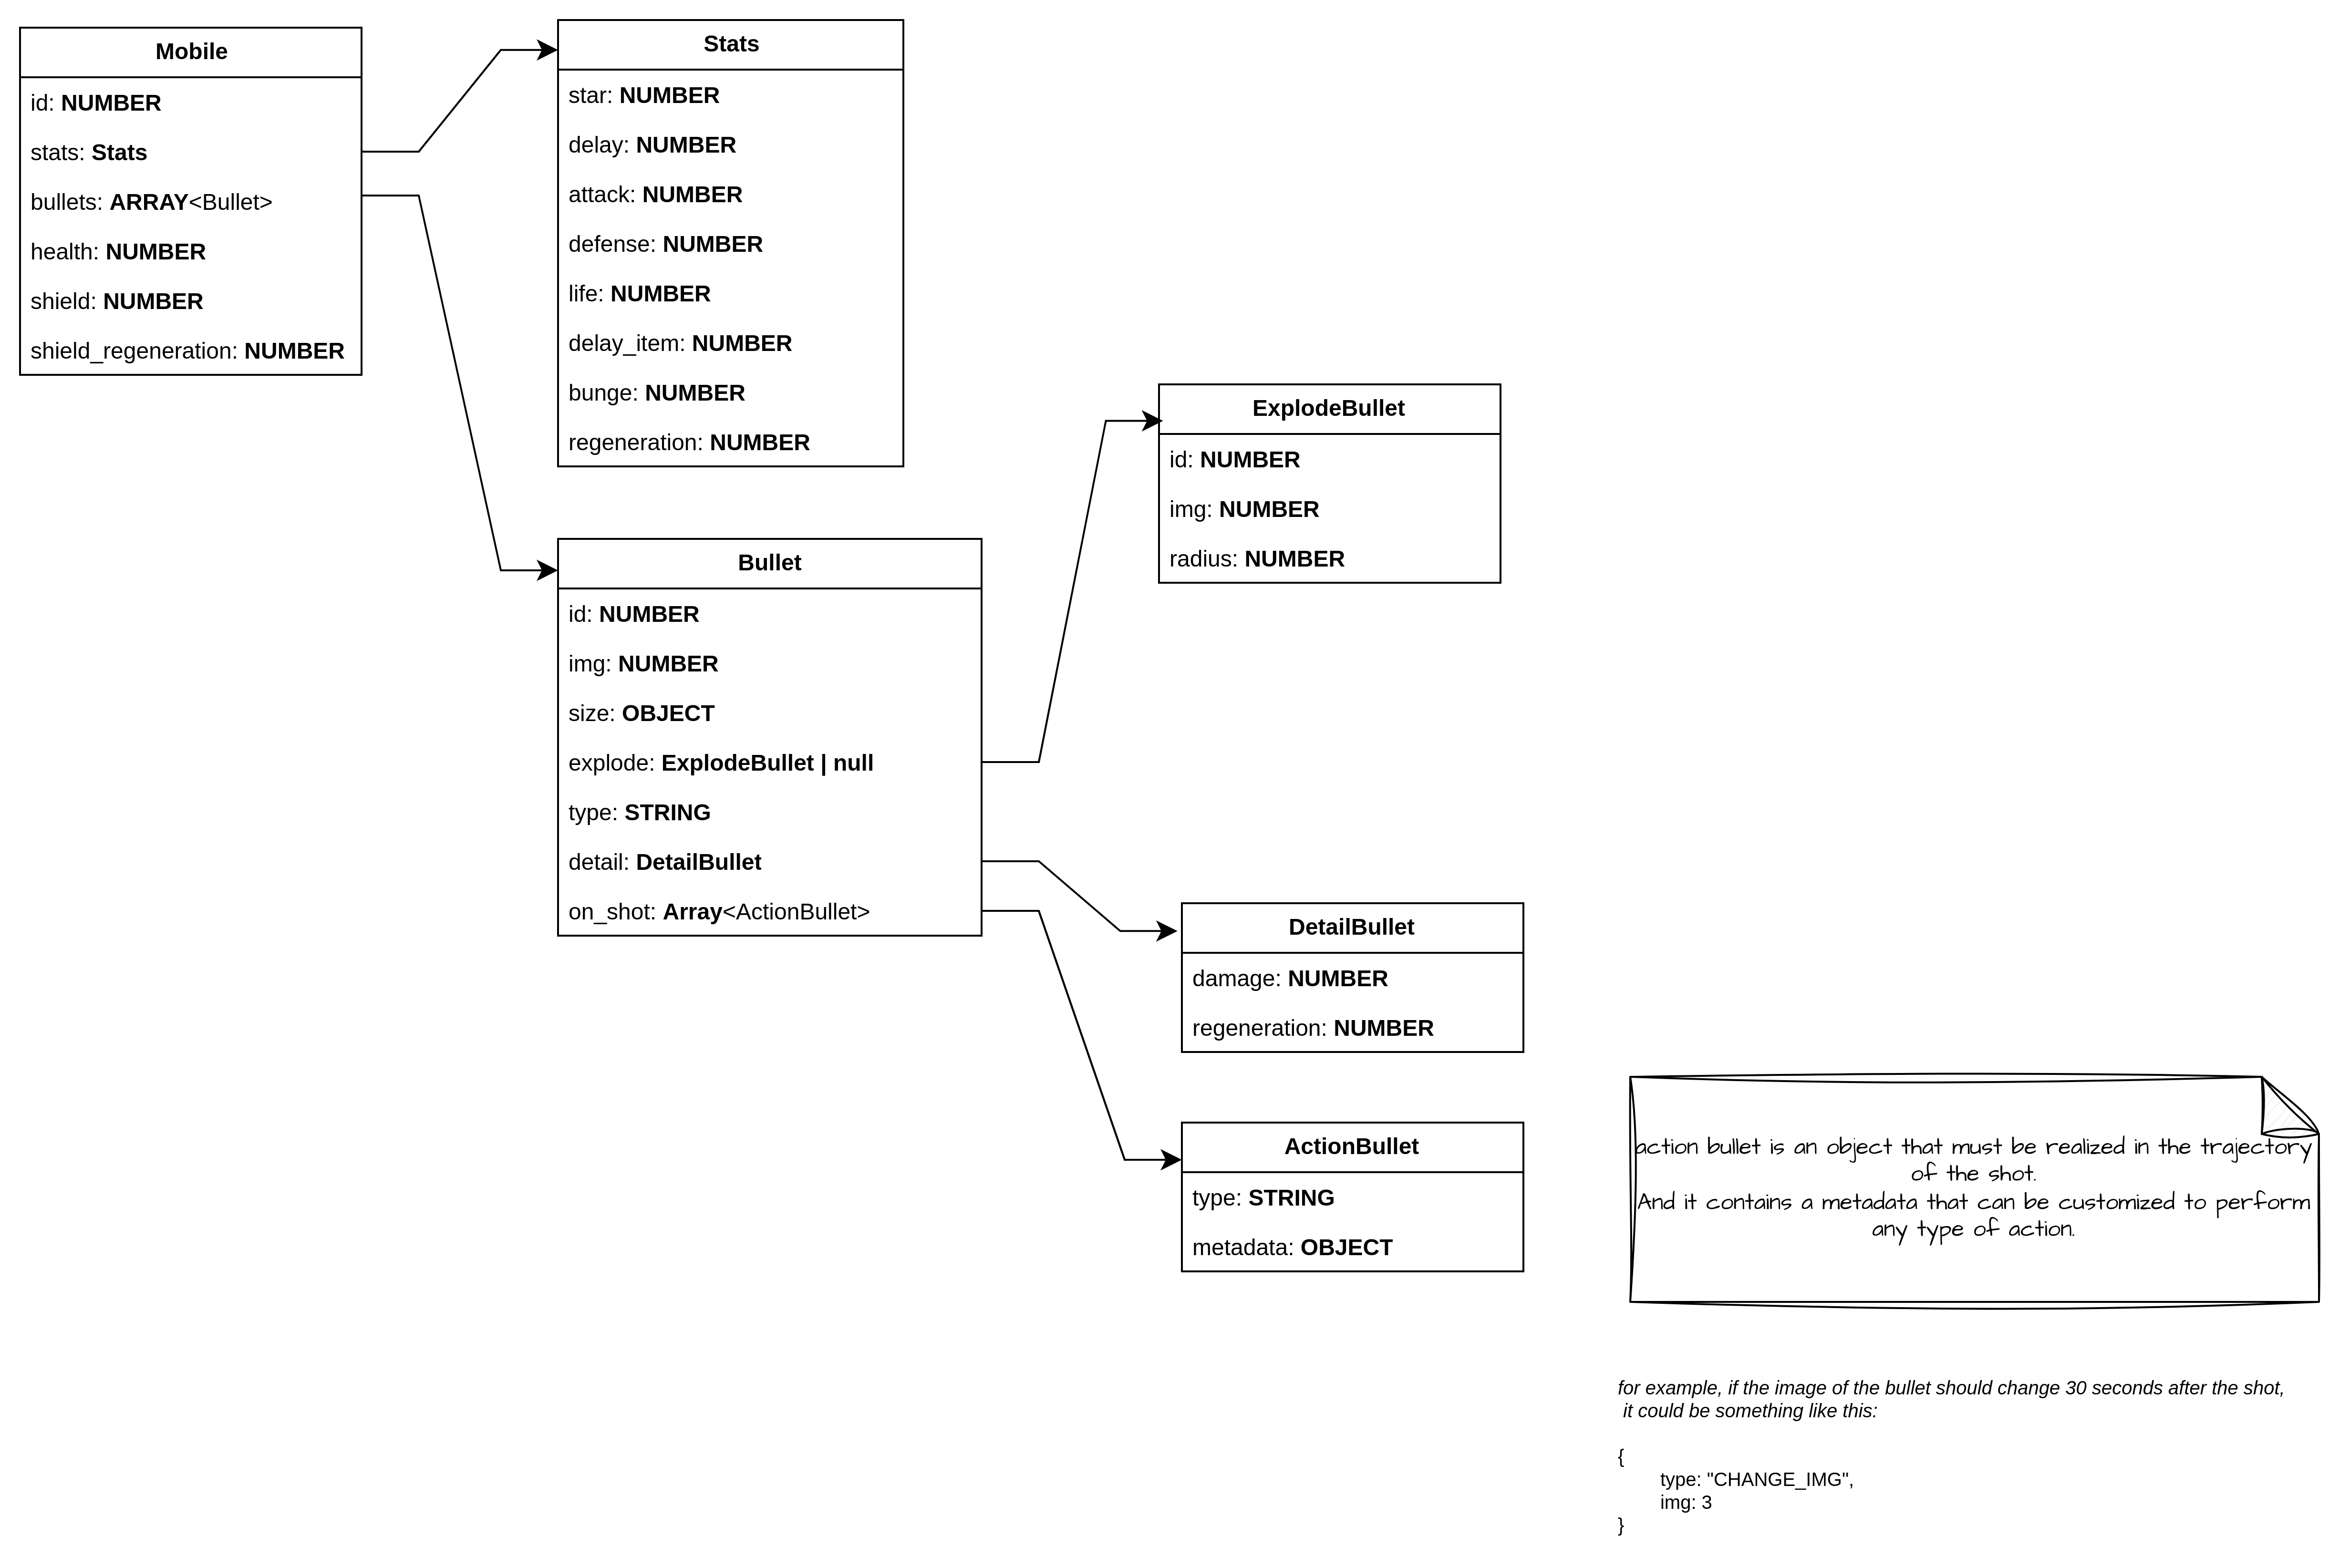 Mobile
id: NUMBER
stats: Stats
bullets: ARRAY<Bullet>
health: NUMBER
shield: NUMBER
shield_regeneration: NUMBER
Stats
star: NUMBER
delay: NUMBER
attack: NUMBER
defense: NUMBER
life: NUMBER
delay_item: NUMBER
bunge: NUMBER
regeneration: NUMBER
Bullet
id: NUMBER
img: NUMBER
size: OBJECT
explode: ExplodeBullet | null
type: STRING
detail: DetailBullet
on_shot: Array<ActionBullet>
ExplodeBullet
id: NUMBER
img: NUMBER
radius: NUMBER
DetailBullet
damage: NUMBER
regeneration: NUMBER
ActionBullet
type: STRING
metadata: OBJECT
action bullet is an object that must be realized in the trajectory
of the shot.
And it contains a metadata that can be customized to perform
any type of action.
for example, if the image of the bullet should change 30 seconds after the shot,
it could be something like this:
{
type: "CHANGE_IMG",
img: 3
}